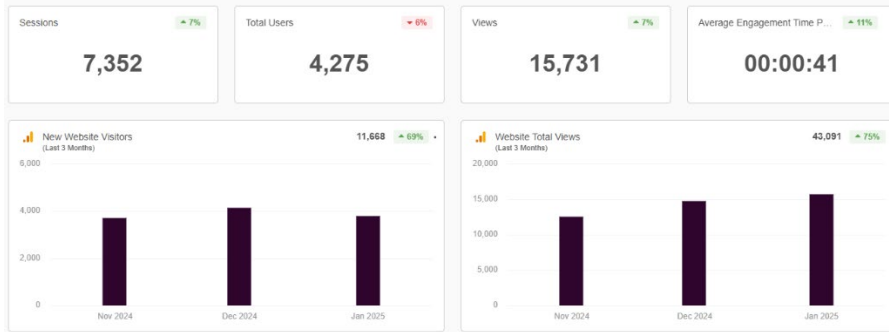 Sessions
7%
7,352
Total Users
6%
4,275
Views
7%
15,731
Average Engagement Time P...
11%
00:00:41
New Website Visitors
(Last 3 Months)
11,668
69%
6,000
4,000
2,000
0
Nov 2024
Dec 2024
Jan 2025
Website Total Views
(Last 3 Months)
43,091
75%
20,000
15,000
10,000
5,000
0
Nov 2024
Dec 2024
Jan 2025